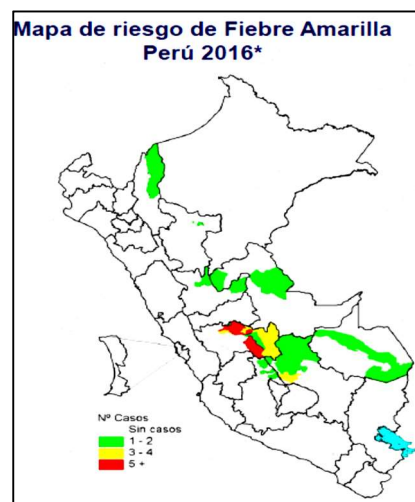 Mapa de riesgo de Fiebre Amarilla
Perú 2016*
Nº Casos
Sin casos
1 - 2
3 - 4
5 +